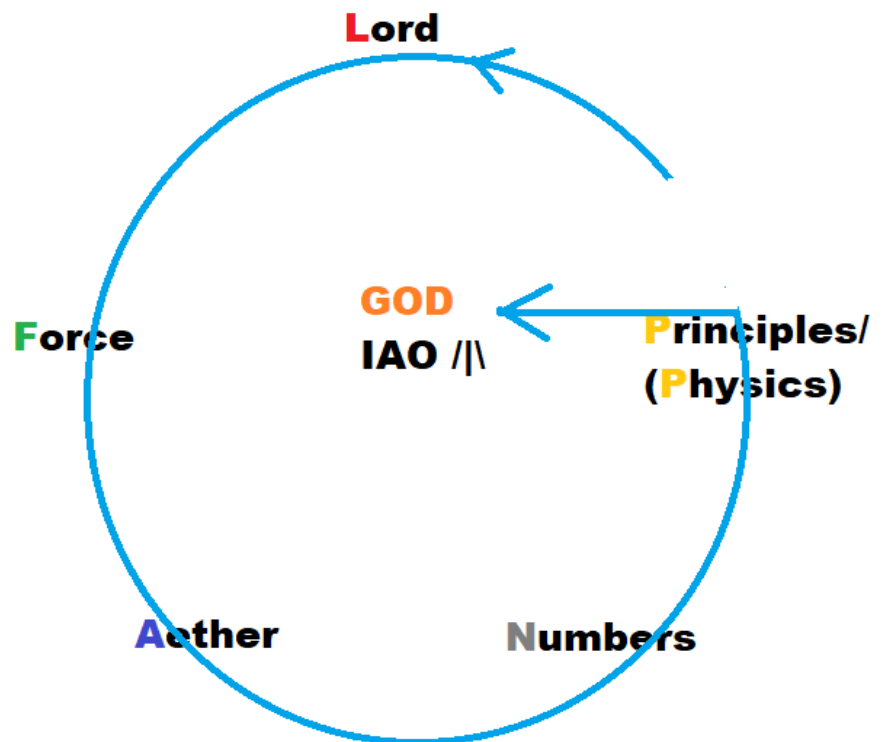 Lord
GOD
IAO /|\
Force
Principles/
(Physics)
Aether
Numbers